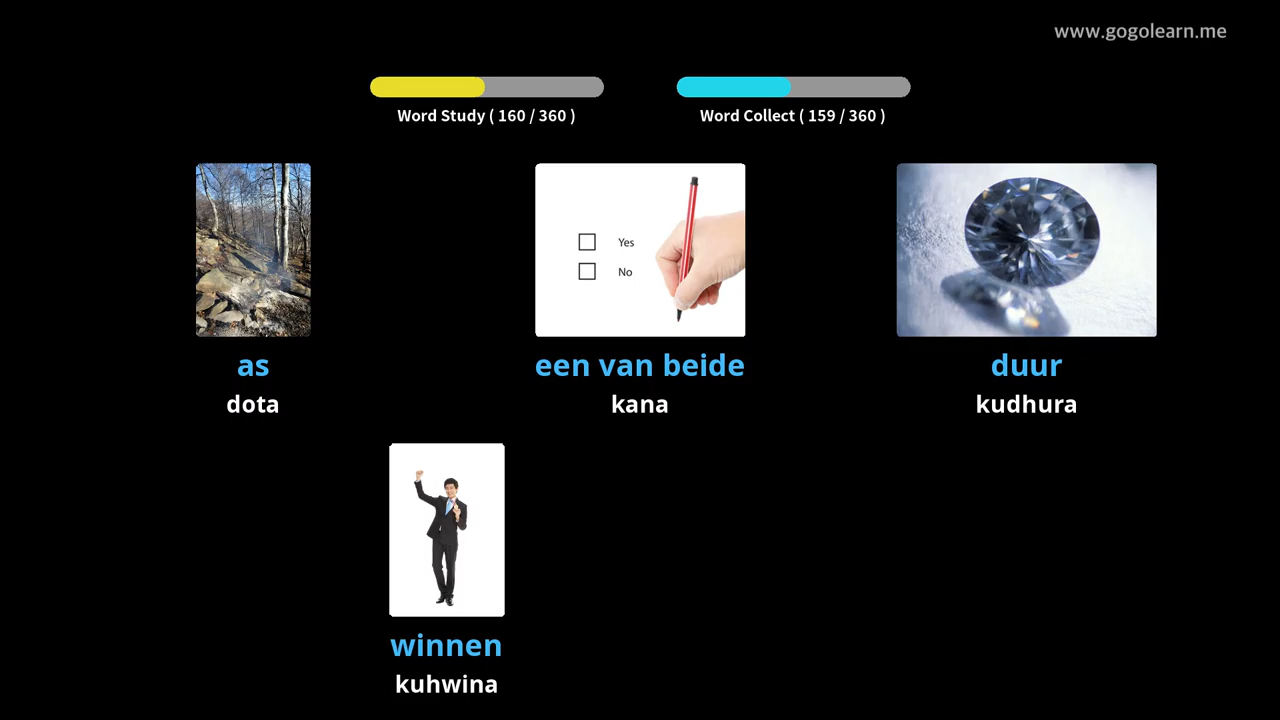 www.gogolearn.me
Word Study ( 160 / 360 )
Word Collect ( 159 / 360 )
Yes
No
as
een van beide
duur
dota
kana
kudhura
winnen
kuhwina